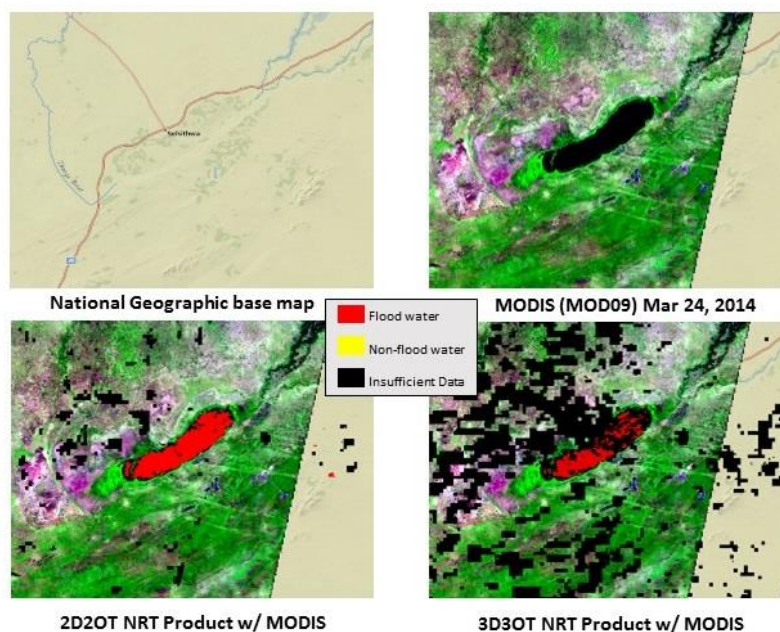 Sehithwa
National Geographic base map
MODIS (MOD09) Mar 24, 2014
Flood water
Non-flood water
Insufficient Data
2D2OT NRT Product w/ MODIS
3D3OT NRT Product w/ MODIS